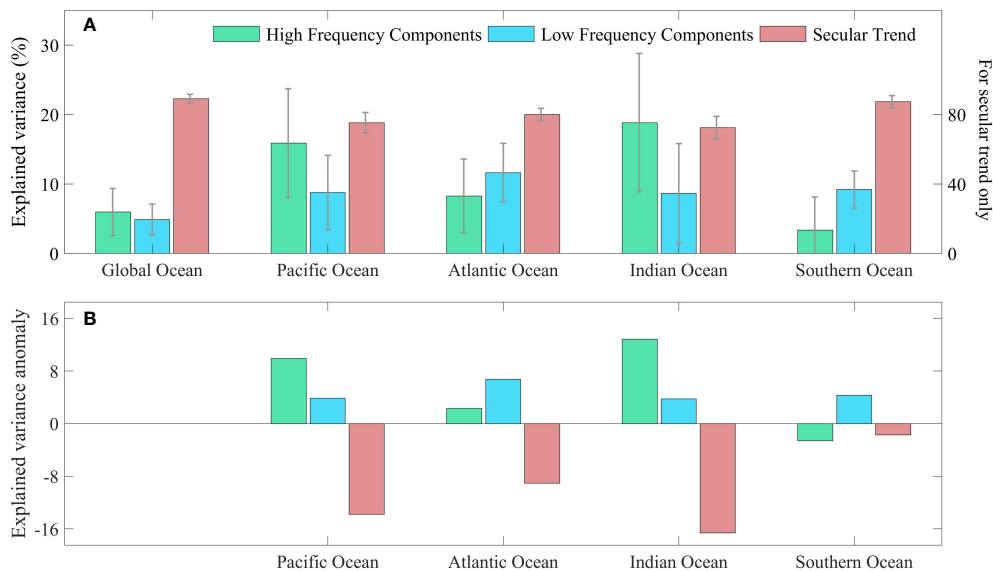 A
High Frequency Components Low Frequency Components Secular Trend
Explained variance (%)
30
20
10
0
80
40
0
For secular trend only
Global Ocean Pacific Ocean Atlantic Ocean Indian Ocean Southern Ocean
B
Explained variance anomaly
16
8
0
-8
-16
Pacific Ocean Atlantic Ocean Indian Ocean Southern Ocean